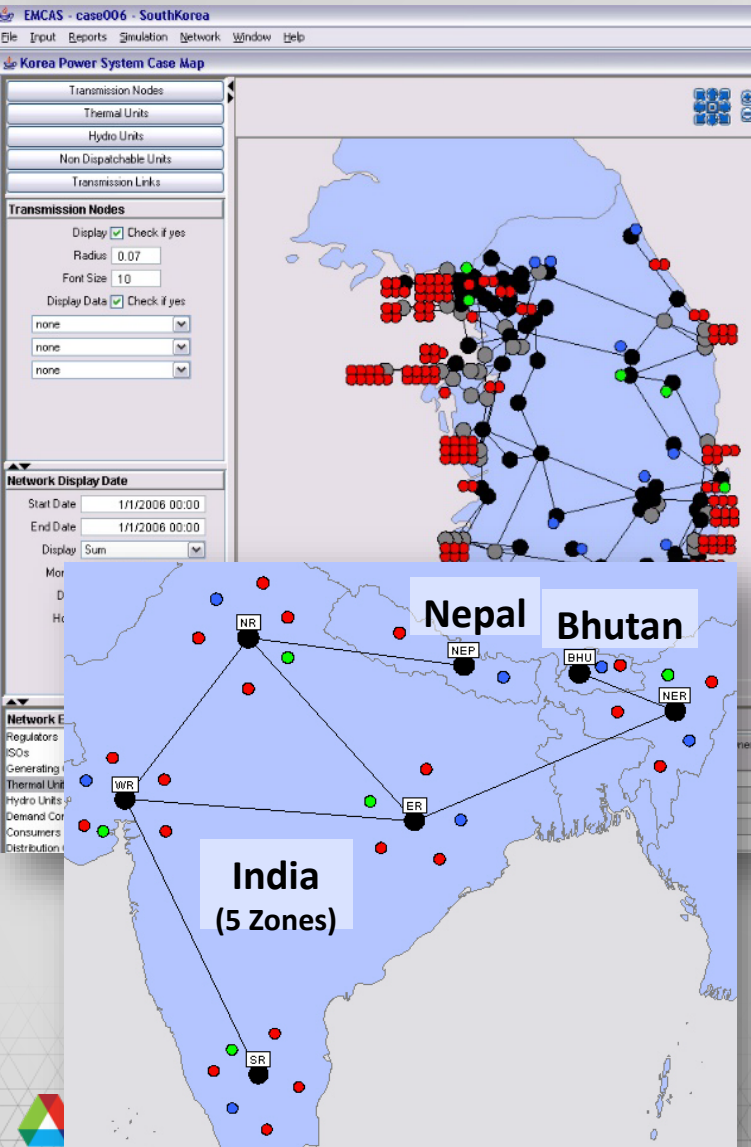 EMCAS - case006 - SouthKorea
File Input Reports Simulation Network Window Help
Korea Power System Case Map
Transmission Nodes
Thermal Units
Hydro Units
Non Dispatchable Units
Transmission Links
Transmission Nodes
Display Check if yes
Radius 0.07
Font Size 10
Display Data Check if yes
none
none
none
Network Display Date
Start Date 1/1/2006 00:00
End Date 1/1/2006 00:00
Display Sum
Mor
D
Ho
Network E
Regulators
ISOs
Generating
Thermal Unit
Hydro Units
Demand Cor
Consumers
Distribution
Nepal
Bhutan
NR
NEP
BHU
NER
WR
ER
India
(5 Zones)
SR